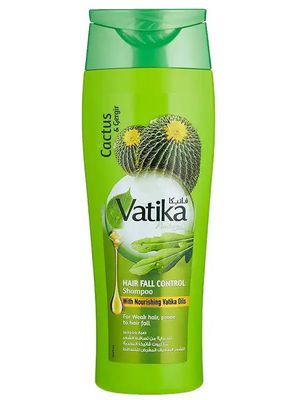 Cactus
& Gergir
فاتيكا
Vatika
Naturals
HAIR FALL CONTROL
Shampoo
With Nourishing Vatika Oils
For Weak hair, prone
to hair fall